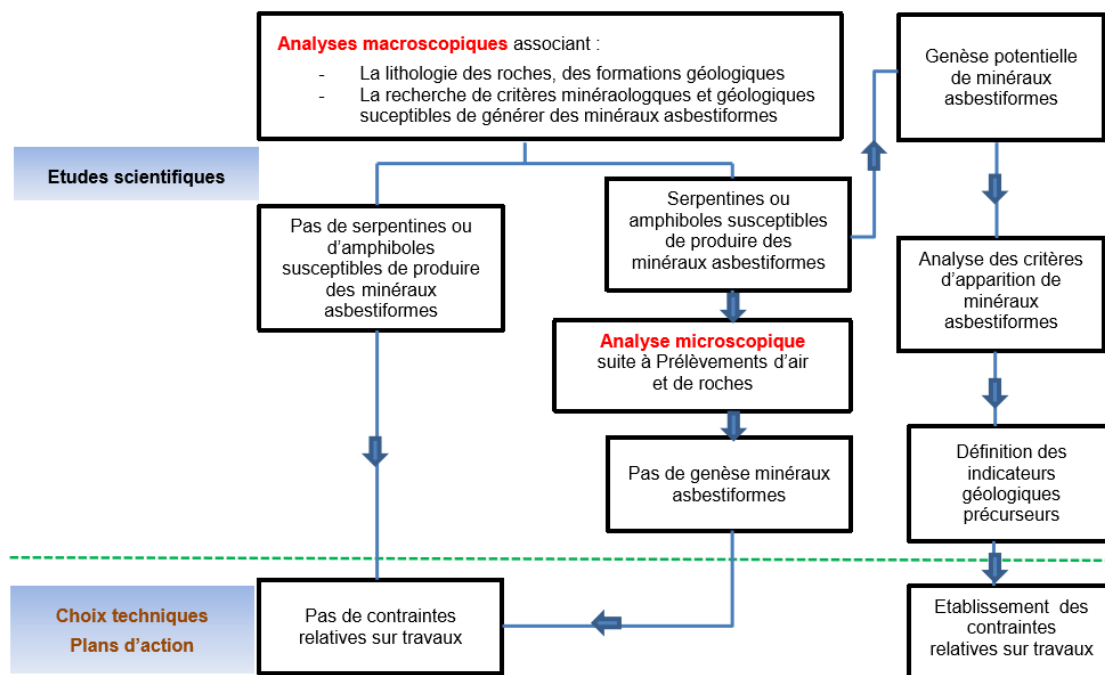 Analyses macroscopiques associant :
- La lithologie des roches, des formations géologiques
- La recherche de critères minéraologques et géologiques
suceptibles de générer des minéraux asbestiformes
Genèse potentielle
de minéraux
asbestiformes
Etudes scientifiques
Pas de serpentines ou
d’amphiboles
susceptibles de produire
des minéraux
asbestiformes
Serpentines ou
amphiboles susceptibles
de produire des
minéraux asbestiformes
Analyse des critères
d’apparition de
minéraux
asbestiformes
Analyse microscopique
suite à Prélèvements d’air
et de roches
Pas de genèse minéraux
asbestiformes
Définition des
indicateurs
géologiques
précurseurs
Choix techniques
Plans d’action
Pas de contraintes
relatives sur travaux
Etablissement des
contraintes
relatives sur travaux